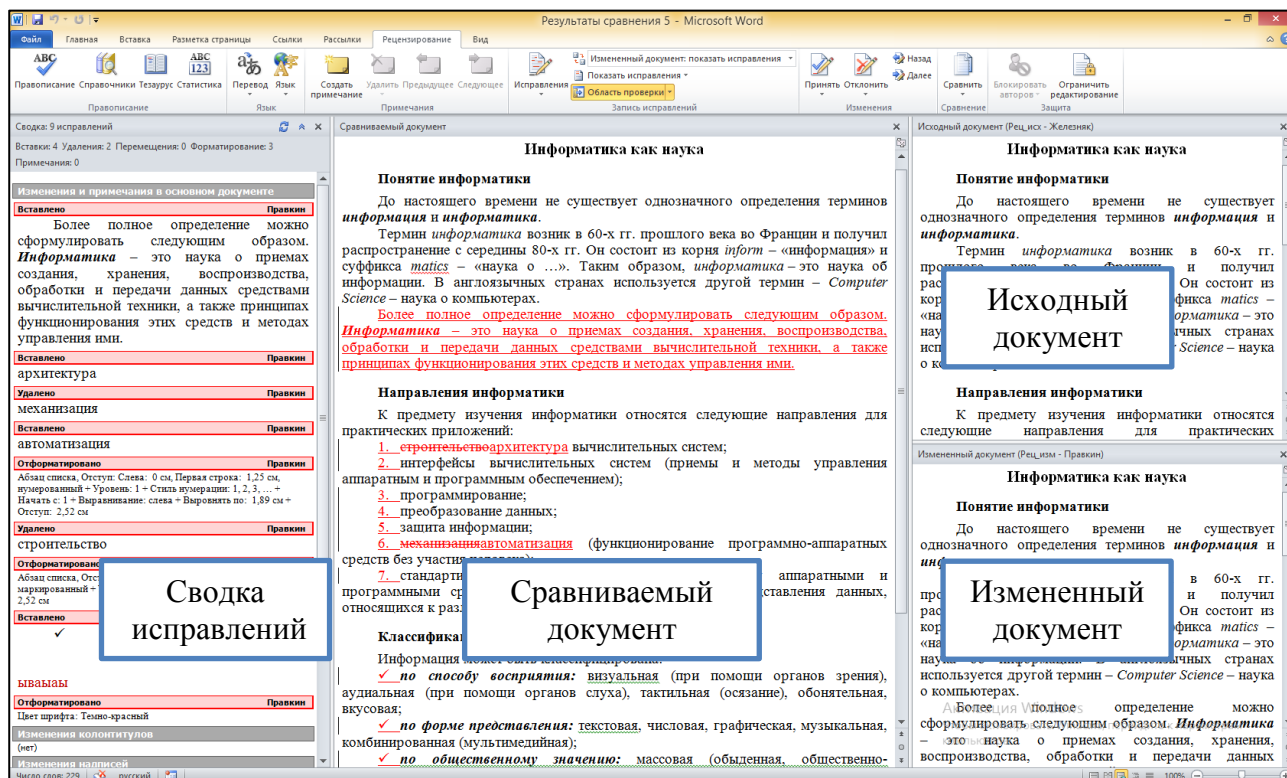 Результаты сравнения 5 - Microsoft Word
Файл Главная Вставка Разметка страницы Ссылки Рассылки Рецензирование Вид
Правописание Справочники Тезаурус Статистика
Правописание
Перевод Язык
Язык
Создать примечание Удалить Предыдущее Следующее
Примечания
Исправления
Измененный документ: показать исправления
Показать исправления
Область проверки
Запись исправлений
Принять Отклонить Назад Далее
Изменения
Сравнить
Сравнение
Блокировать авторов Ограничить редактирование
Защита
Сводка: 9 исправлений
Вставки: 4 Удаления: 2 Перемещения: 0 Форматирование: 3
Примечания: 0
Изменения и примечания в основном документе
Вставлено Правкин
Более полное определение можно
сформулировать следующим образом.
Информатика – это наука о приемах
создания, хранения, воспроизводства,
обработки и передачи данных средствами
вычислительной техники, а также принципах
функционирования этих средств и методах
управления ими.
Вставлено Правкин
архитектура
Удалено Правкин
механизация
Вставлено Правкин
автоматизация
Отформатировано Правкин
Абзац списка, Отступ: Слева: 0 см, Первая строка: 1,25 см,
нумерованный + Уровень: 1 + Стиль нумерации: 1, 2, 3, … +
Начать с: 1 + Выравнивание: слева + Выровнять по: 1,89 см +
Отступ: 2,52 см
Удалено Правкин
строительство
Отформатировано
Абзац списка,
маркированный +
2,52 см
Вставлено
✓
ываыаы
Отформатировано Правкин
Цвет шрифта: Темно-красный
Изменения колонтитулов
(нет)
Изменения надписей
Сводка
исправлений
Сравниваемый документ
Информатика как наука
Понятие информатики
До настоящего времени не существует однозначного определения терминов
информация и информатика.
Термин информатика возник в 60-х гг. прошлого века во Франции и получил
распространение с середины 80-х гг. Он состоит из корня inform – «информация» и
суффикса matics – «наука о …». Таким образом, информатика – это наука об
информации. В англоязычных странах используется другой термин – Computer
Science – наука о компьютерах.
Более полное определение можно сформулировать следующим образом.
Информатика – это наука о приемах создания, хранения, воспроизводства,
обработки и передачи данных средствами вычислительной техники, а также
принципах функционирования этих средств и методах управления ими.
Направления информатики
К предмету изучения информатики относятся следующие направления для
практических приложений:
1. строительствоархитектура вычислительных систем;
2. интерфейсы вычислительных систем (приемы и методы управления
аппаратным и программным обеспечением);
3. программирование;
4. преобразование данных;
5. защита информации;
6. механизацияавтоматизация (функционирование программно-аппаратных
средств без участия
7. аппаратными и
программными данных,
относящихся к
Сравниваемый
документ
Информация может быть классифицирована:
✓ по способу восприятия: визуальная (при помощи органов зрения),
аудиальная (при помощи органов слуха), тактильная (осязание), обонятельная,
вкусовая;
✓ по форме представления: текстовая, числовая, графическая, музыкальная,
комбинированная (мультимедийная);
✓ по общественному значению: массовая (обыденная, общественно-
Исходный документ (Рец_исх - Железняк)
Информатика как наука
Понятие информатики
До настоящего времени не существует
однозначного определения терминов информация и
информатика.
Термин информатика возник в 60-х гг.
и получил
Он состоит из
matics –
– это
странах
Science – наука
Исходный
документ
Направления информатики
К предмету изучения информатики относятся
следующие направления для практических
Измененный документ (Рец_изм - Правкин)
Информатика как наука
Понятие информатики
До настоящего времени не существует
однозначного определения терминов информация и
в 60-х гг.
и получил
Он состоит из
matics –
– это
странах
Измененный
документ
используется другой термин – Computer Science – наука
о компьютерах.
Более полное определение можно
сформулировать следующим образом. Информатика
– это наука о приемах создания, хранения,
воспроизводства, обработки и передачи данных
Число слов: 229 русский 100%